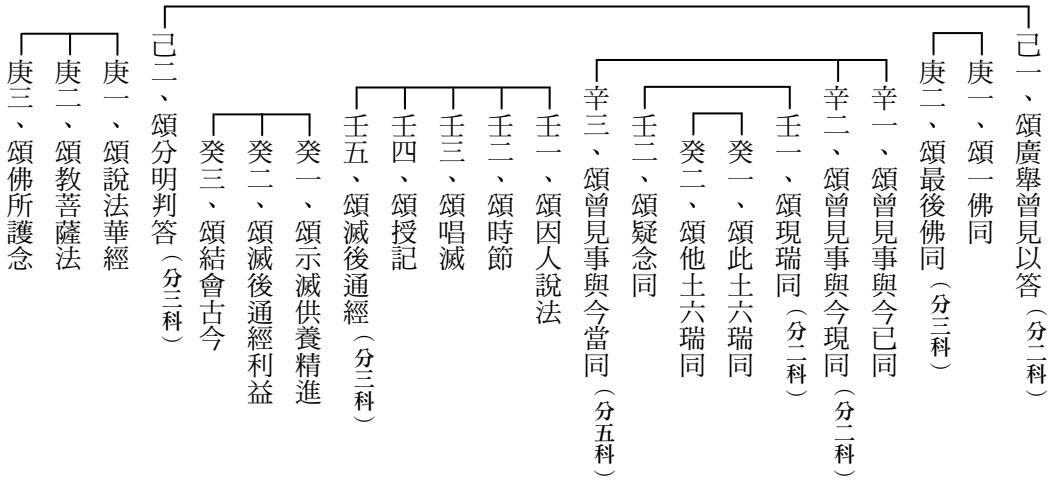 己一、頌廣舉曾見以答（分二科）
庚一、頌一佛同
庚二、頌最後佛同（分三科）
辛一、頌曾見事與今已同
辛二、頌曾見事與今現同（分二科）
壬一、頌現瑞同（分二科）
癸一、頌此土六瑞同
癸二、頌他土六瑞同
壬二、頌疑念同
辛三、頌曾見事與今當同（分五科）
壬一、頌因人說法
壬二、頌時節
壬三、頌唱滅
壬四、頌授記
壬五、頌滅後通經（分三科）
癸一、頌示滅供養精進
癸二、頌滅後通經利益
癸三、頌結會古今
己二、頌分明判答（分三科）
庚一、頌說法華經
庚二、頌教菩薩法
庚三、頌佛所護念